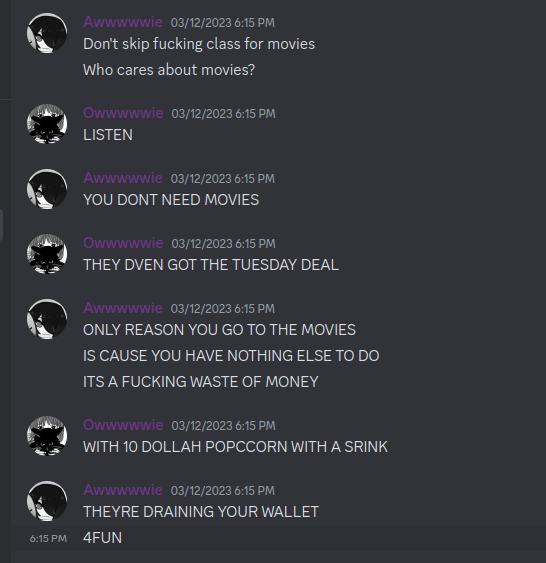 Awwwwwie 03/12/2023 6:15 PM
Don't skip fucking class for movies
Who cares about movies?
Owwwwwie 03/12/2023 6:15 PM
LISTEN
Awwwwwie 03/12/2023 6:15 PM
YOU DONT NEED MOVIES
Owwwwwie 03/12/2023 6:15 PM
THEY DVEN GOT THE TUESDAY DEAL
Awwwwwie 03/12/2023 6:15 PM
ONLY REASON YOU GO TO THE MOVIES
IS CAUSE YOU HAVE NOTHING ELSE TO DO
ITS A FUCKING WASTE OF MONEY
Owwwwwie 03/12/2023 6:15 PM
WITH 10 DOLLAH POPCCORN WITH A SRINK
Awwwwwie 03/12/2023 6:15 PM
THEYRE DRAINING YOUR WALLET
6:15 PM 4FUN